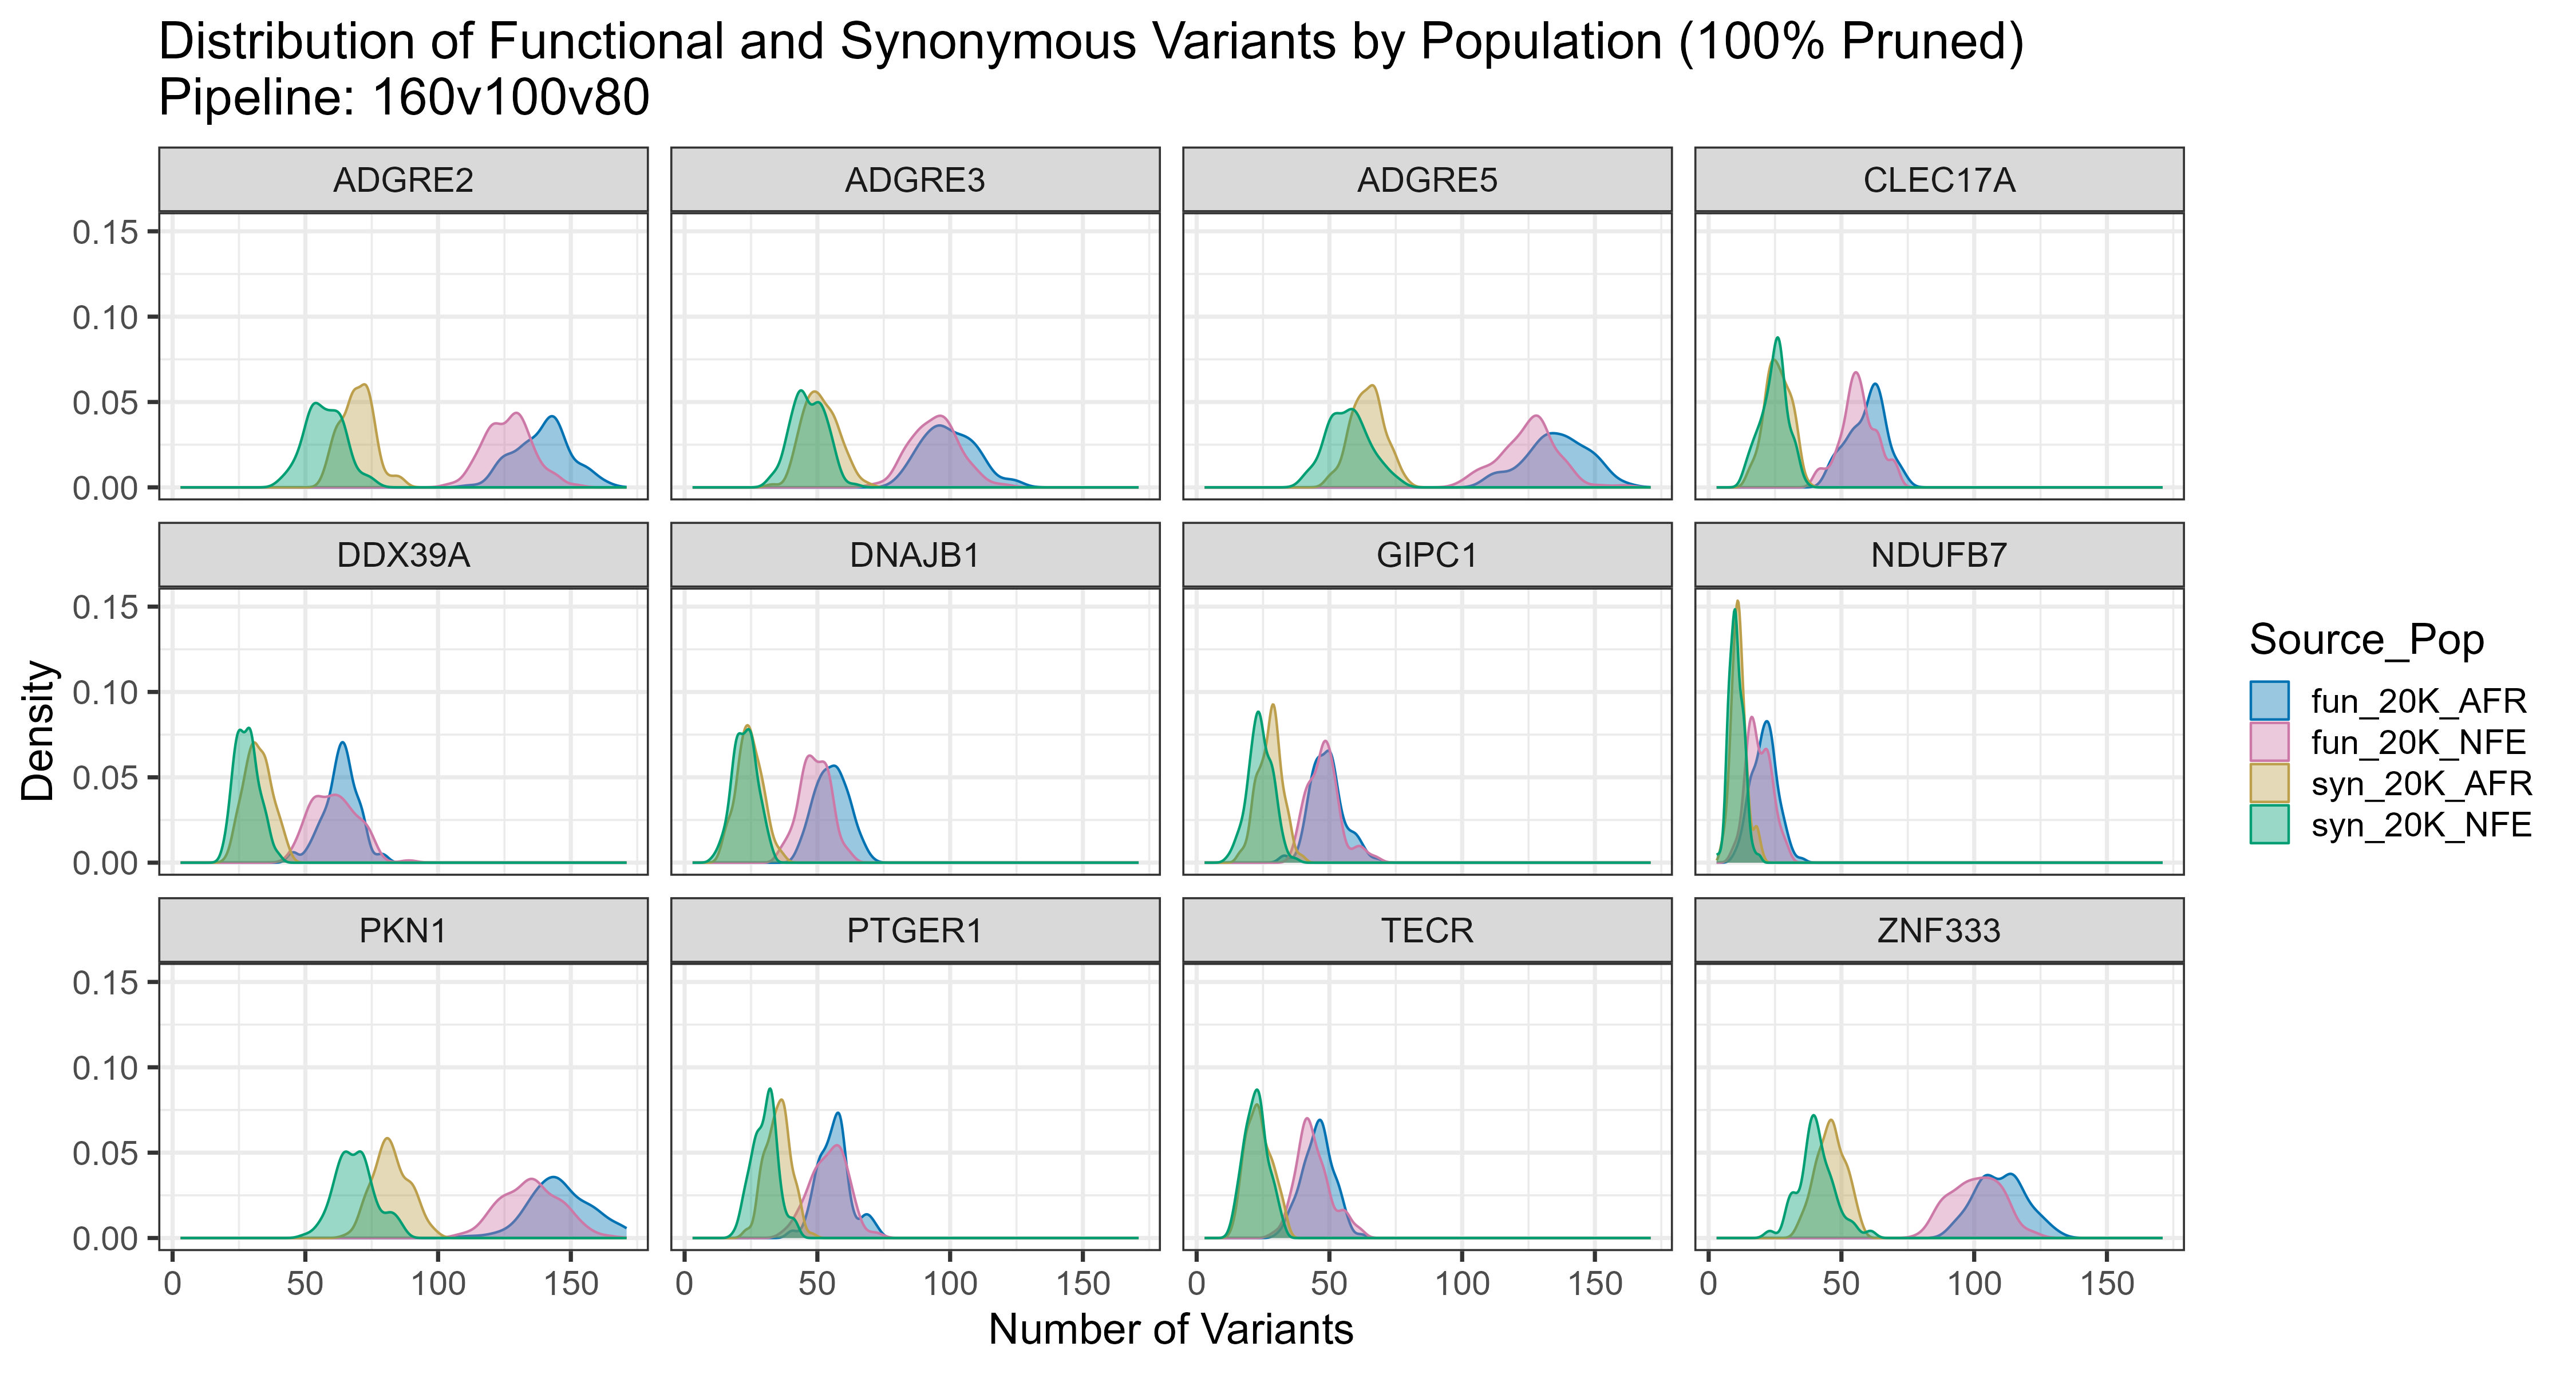 Distribution of Functional and Synonymous Variants by Population (100% Pruned)
Pipeline: 160v100v80
ADGRE2 ADGRE3 ADGRE5 CLEC17A
0.15
0.10
0.05
0.00
DDX39A DNAJB1 GIPC1 NDUFB7
0.15
0.10
0.05
0.00
PKN1 PTGER1 TECR ZNF333
0.15
0.10
0.05
0.00
0 50 100 150 0 50 100 150 0 50 100 150 0 50 100 150
Number of Variants
Density
Source_Pop
fun_20K_AFR
fun_20K_NFE
syn_20K_AFR
syn_20K_NFE